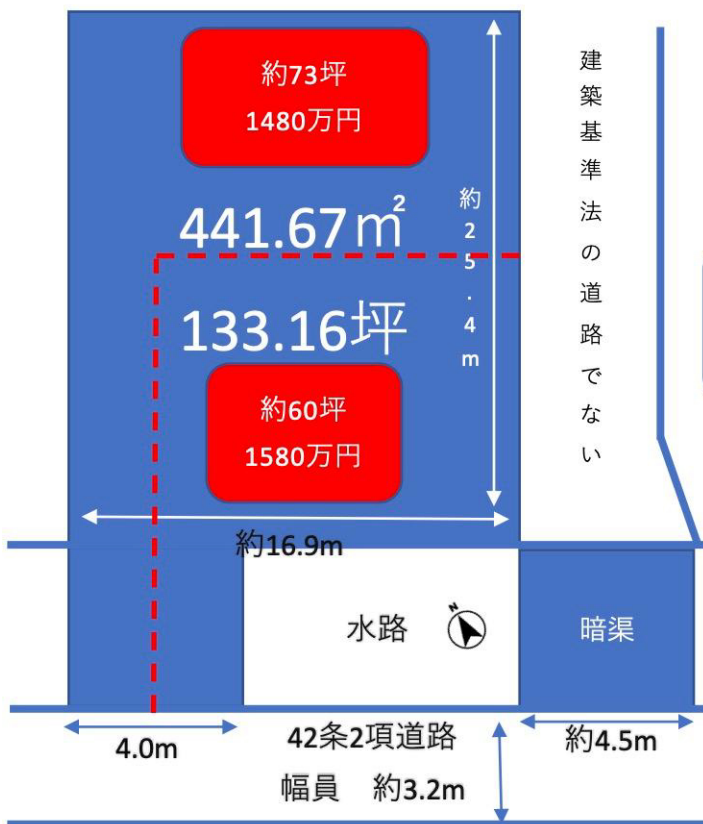 約73坪
1480万円
建築基準法の道路でない
441.67㎡
約25.4m
133.16坪
約60坪
1580万円
約16.9m
水路
N
暗渠
4.0m
42条2項道路
約4.5m
幅員 約3.2m